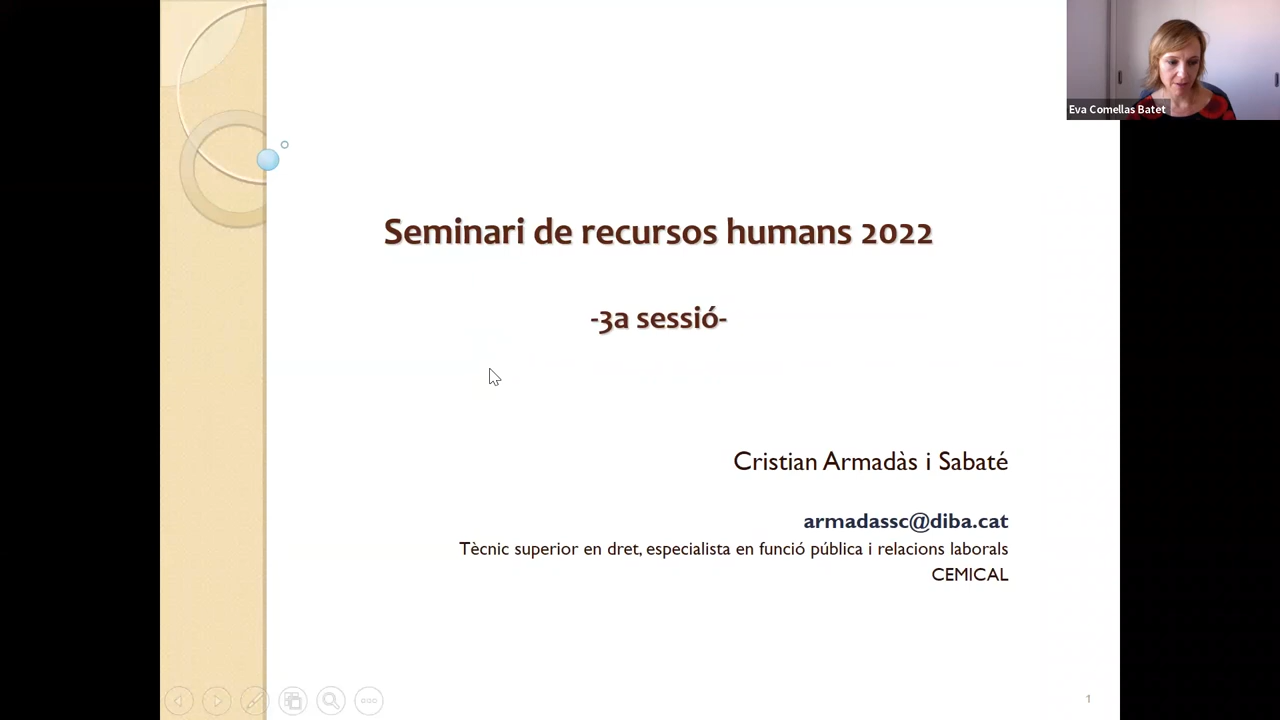 Eva Comellas Batet
Seminari de recursos humans 2022
-3a sessió-
Cristian Armadàs i Sabaté
armadassc@diba.cat
Tècnic superior en dret, especialista en funció pública i relacions laborals
CEMICAL
1